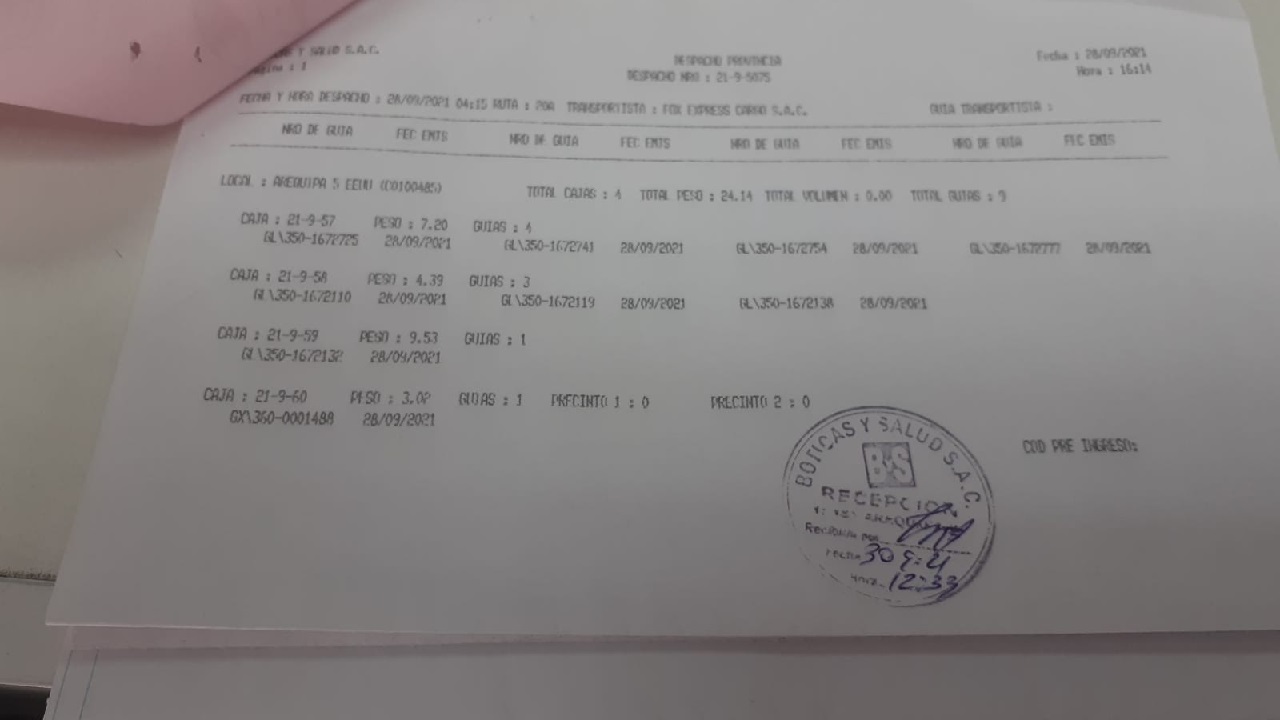 Y SALUD S.A.C.
DESPACHO PROVINCIA
Fecha : 28/09/2021
: 1
DESPACHO NRO : 21-9-5075
Hora : 16:14
FECHA Y HORA DESPACHO : 28/09/2021 04:15 RUTA : 20A TRANSPORTISTA : FOX EXPRESS CARGO S.A.C. GUIA TRANSPORTISTA :
NRO DE GUIA FEC EMIS NRO DE GUIA FEC EMIS NRO DE GUIA FEC EMIS NRO DE GUIA FEC EMIS
LOCAL : AREQUIPA 5 EEUU (C0100485) TOTAL CAJAS : 4 TOTAL PESO : 24.14 TOTAL VOLUMEN : 0.00 TOTAL GUIAS : 9
CAJA : 21-9-57 PESO : 7.20 GUIAS : 4
GL\350-1672725 28/09/2021 GL\350-1672741 28/09/2021 GL\350-1672754 28/09/2021 GL\350-1672777 28/09/2021
CAJA : 21-9-58 PESO : 4.39 GUIAS : 3
GL\350-1672110 28/09/2021 GL\350-1672119 28/09/2021 GL\350-1672138 28/09/2021
CAJA : 21-9-59 PESO : 9.53 GUIAS : 1
GL\350-1672132 28/09/2021
CAJA : 21-9-60 PESO : 3.02 GUIAS : 1 PRECINTO 1 : 0 PRECINTO 2 : 0
GX\360-0001488 28/09/2021
COD PRE INGRESO:
BOTICAS Y SALUD S.A.C.
B&S
RECEPCION
Recibido por
Fecha 30 9-21
Hora 12:33